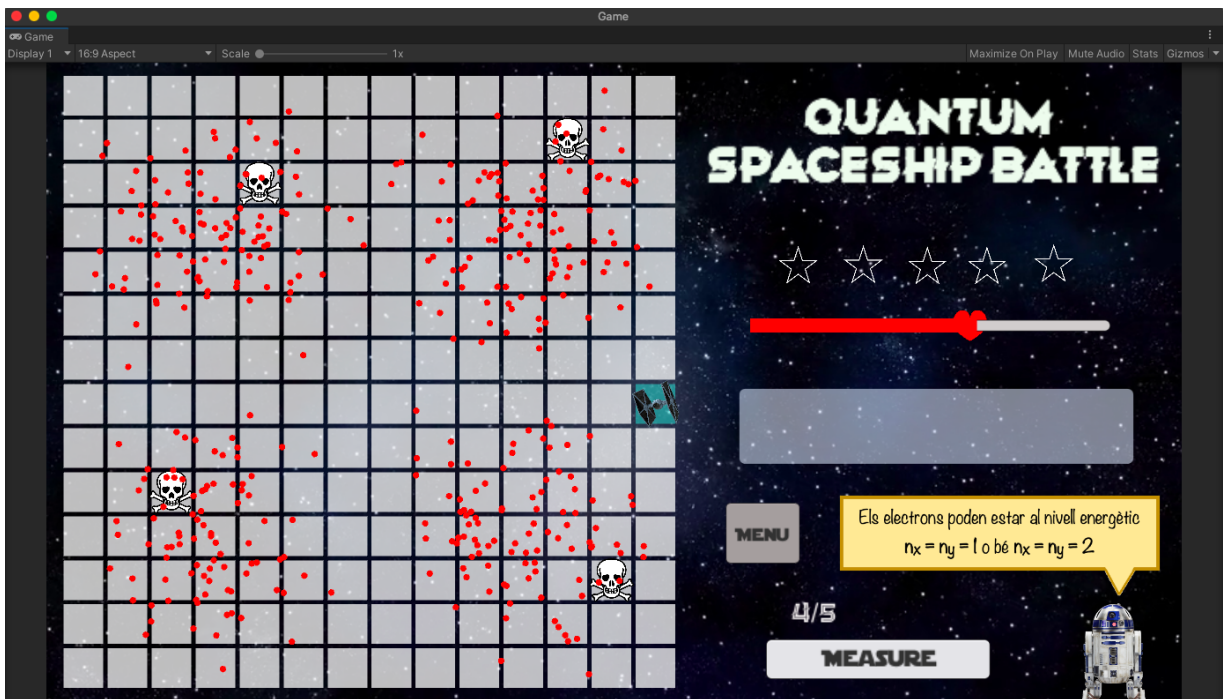 Game
Game
Display 1
16:9 Aspect
Scale
1x
Maximize On Play
Mute Audio
Stats
Gizmos
QUANTUM
SPACESHIP BATTLE
MENU
Els electrons poden estar al nivell energètic
nx = ny = 1 o bé nx = ny = 2
4/5
MEASURE